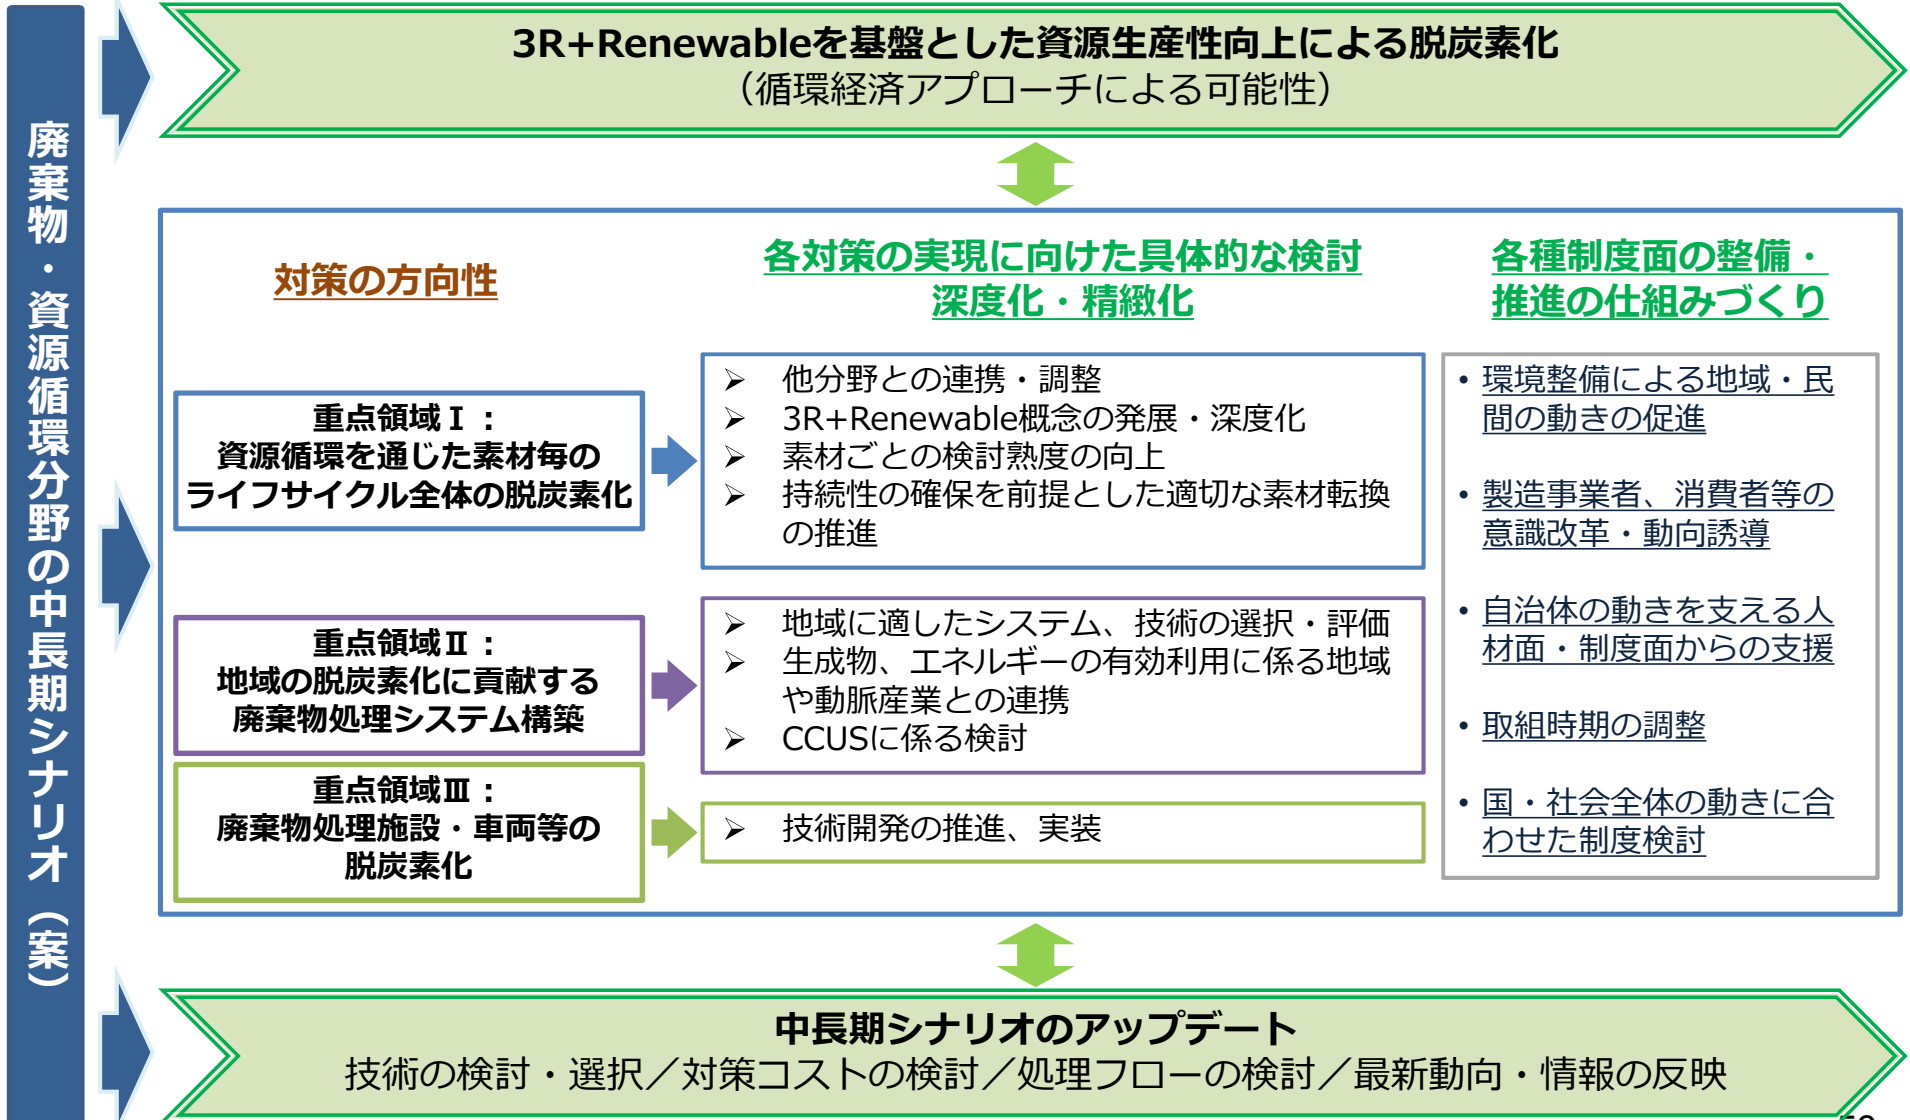 廃棄物・資源循環分野の中長期シナリオ（案）
3R+Renewableを基盤とした資源生産性向上による脱炭素化
（循環経済アプローチによる可能性）
対策の方向性
各対策の実現に向けた具体的な検討
深度化・精緻化
各種制度面の整備・
推進の仕組みづくり
重点領域Ⅰ：
資源循環を通じた素材毎の
ライフサイクル全体の脱炭素化
➢ 他分野との連携・調整
➢ 3R+Renewable概念の発展・深度化
➢ 素材ごとの検討熟度の向上
➢ 持続性の確保を前提とした適切な素材転換
の推進
重点領域Ⅱ：
地域の脱炭素化に貢献する
廃棄物処理システム構築
➢ 地域に適したシステム、技術の選択・評価
➢ 生成物、エネルギーの有効利用に係る地域
や動脈産業との連携
➢ CCUSに係る検討
重点領域Ⅲ：
廃棄物処理施設・車両等の
脱炭素化
➢ 技術開発の推進、実装
• 環境整備による地域・民
間の動きの促進
• 製造事業者、消費者等の
意識改革・動向誘導
• 自治体の動きを支える人
材面・制度面からの支援
• 取組時期の調整
• 国・社会全体の動きに合
わせた制度検討
中長期シナリオのアップデート
技術の検討・選択／対策コストの検討／処理フローの検討／最新動向・情報の反映